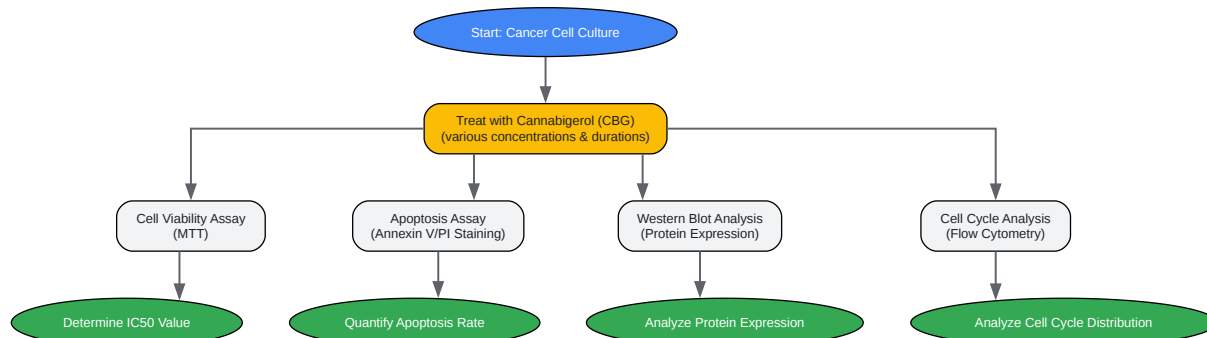 Start: Cancer Cell Culture
Treat with Cannabigerol (CBG)
(various concentrations & durations)
Cell Viability Assay
(MTT)
Apoptosis Assay
(Annexin V/PI Staining)
Western Blot Analysis
(Protein Expression)
Cell Cycle Analysis
(Flow Cytometry)
Determine IC50 Value
Quantify Apoptosis Rate
Analyze Protein Expression
Analyze Cell Cycle Distribution